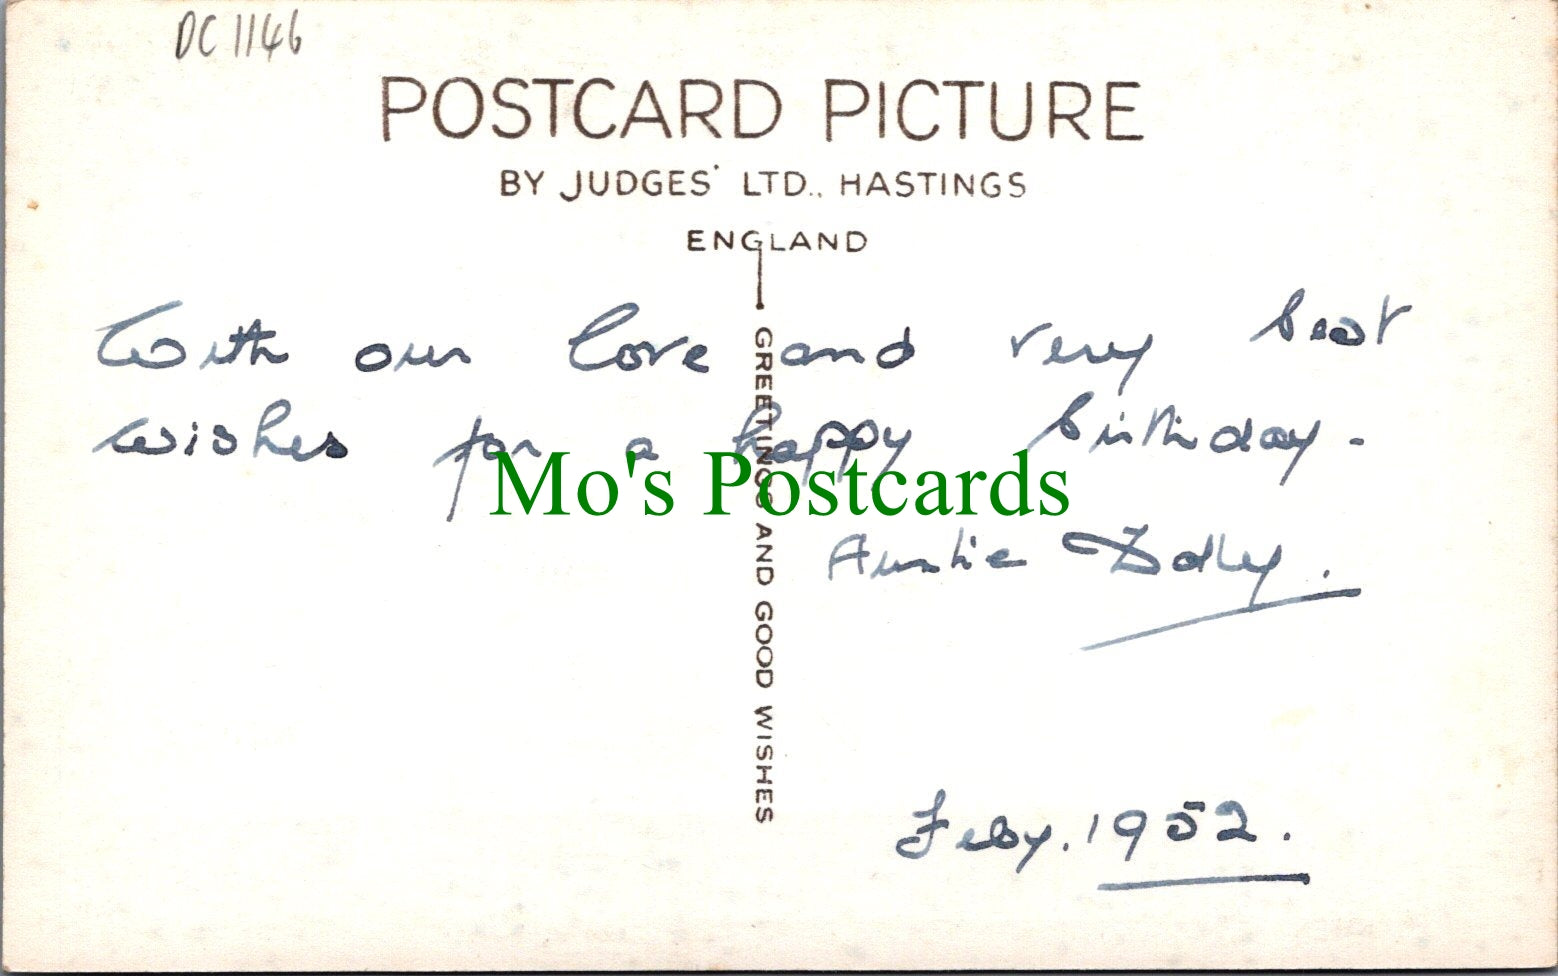 DC 1146
POSTCARD PICTURE
BY JUDGES' LTD., HASTINGS
ENGLAND
With our love and very best
wishes for a happy birthday -
Mo's Postcards
Auntie Dolly.
Feby. 1952.
GREETINGS AND GOOD WISHES